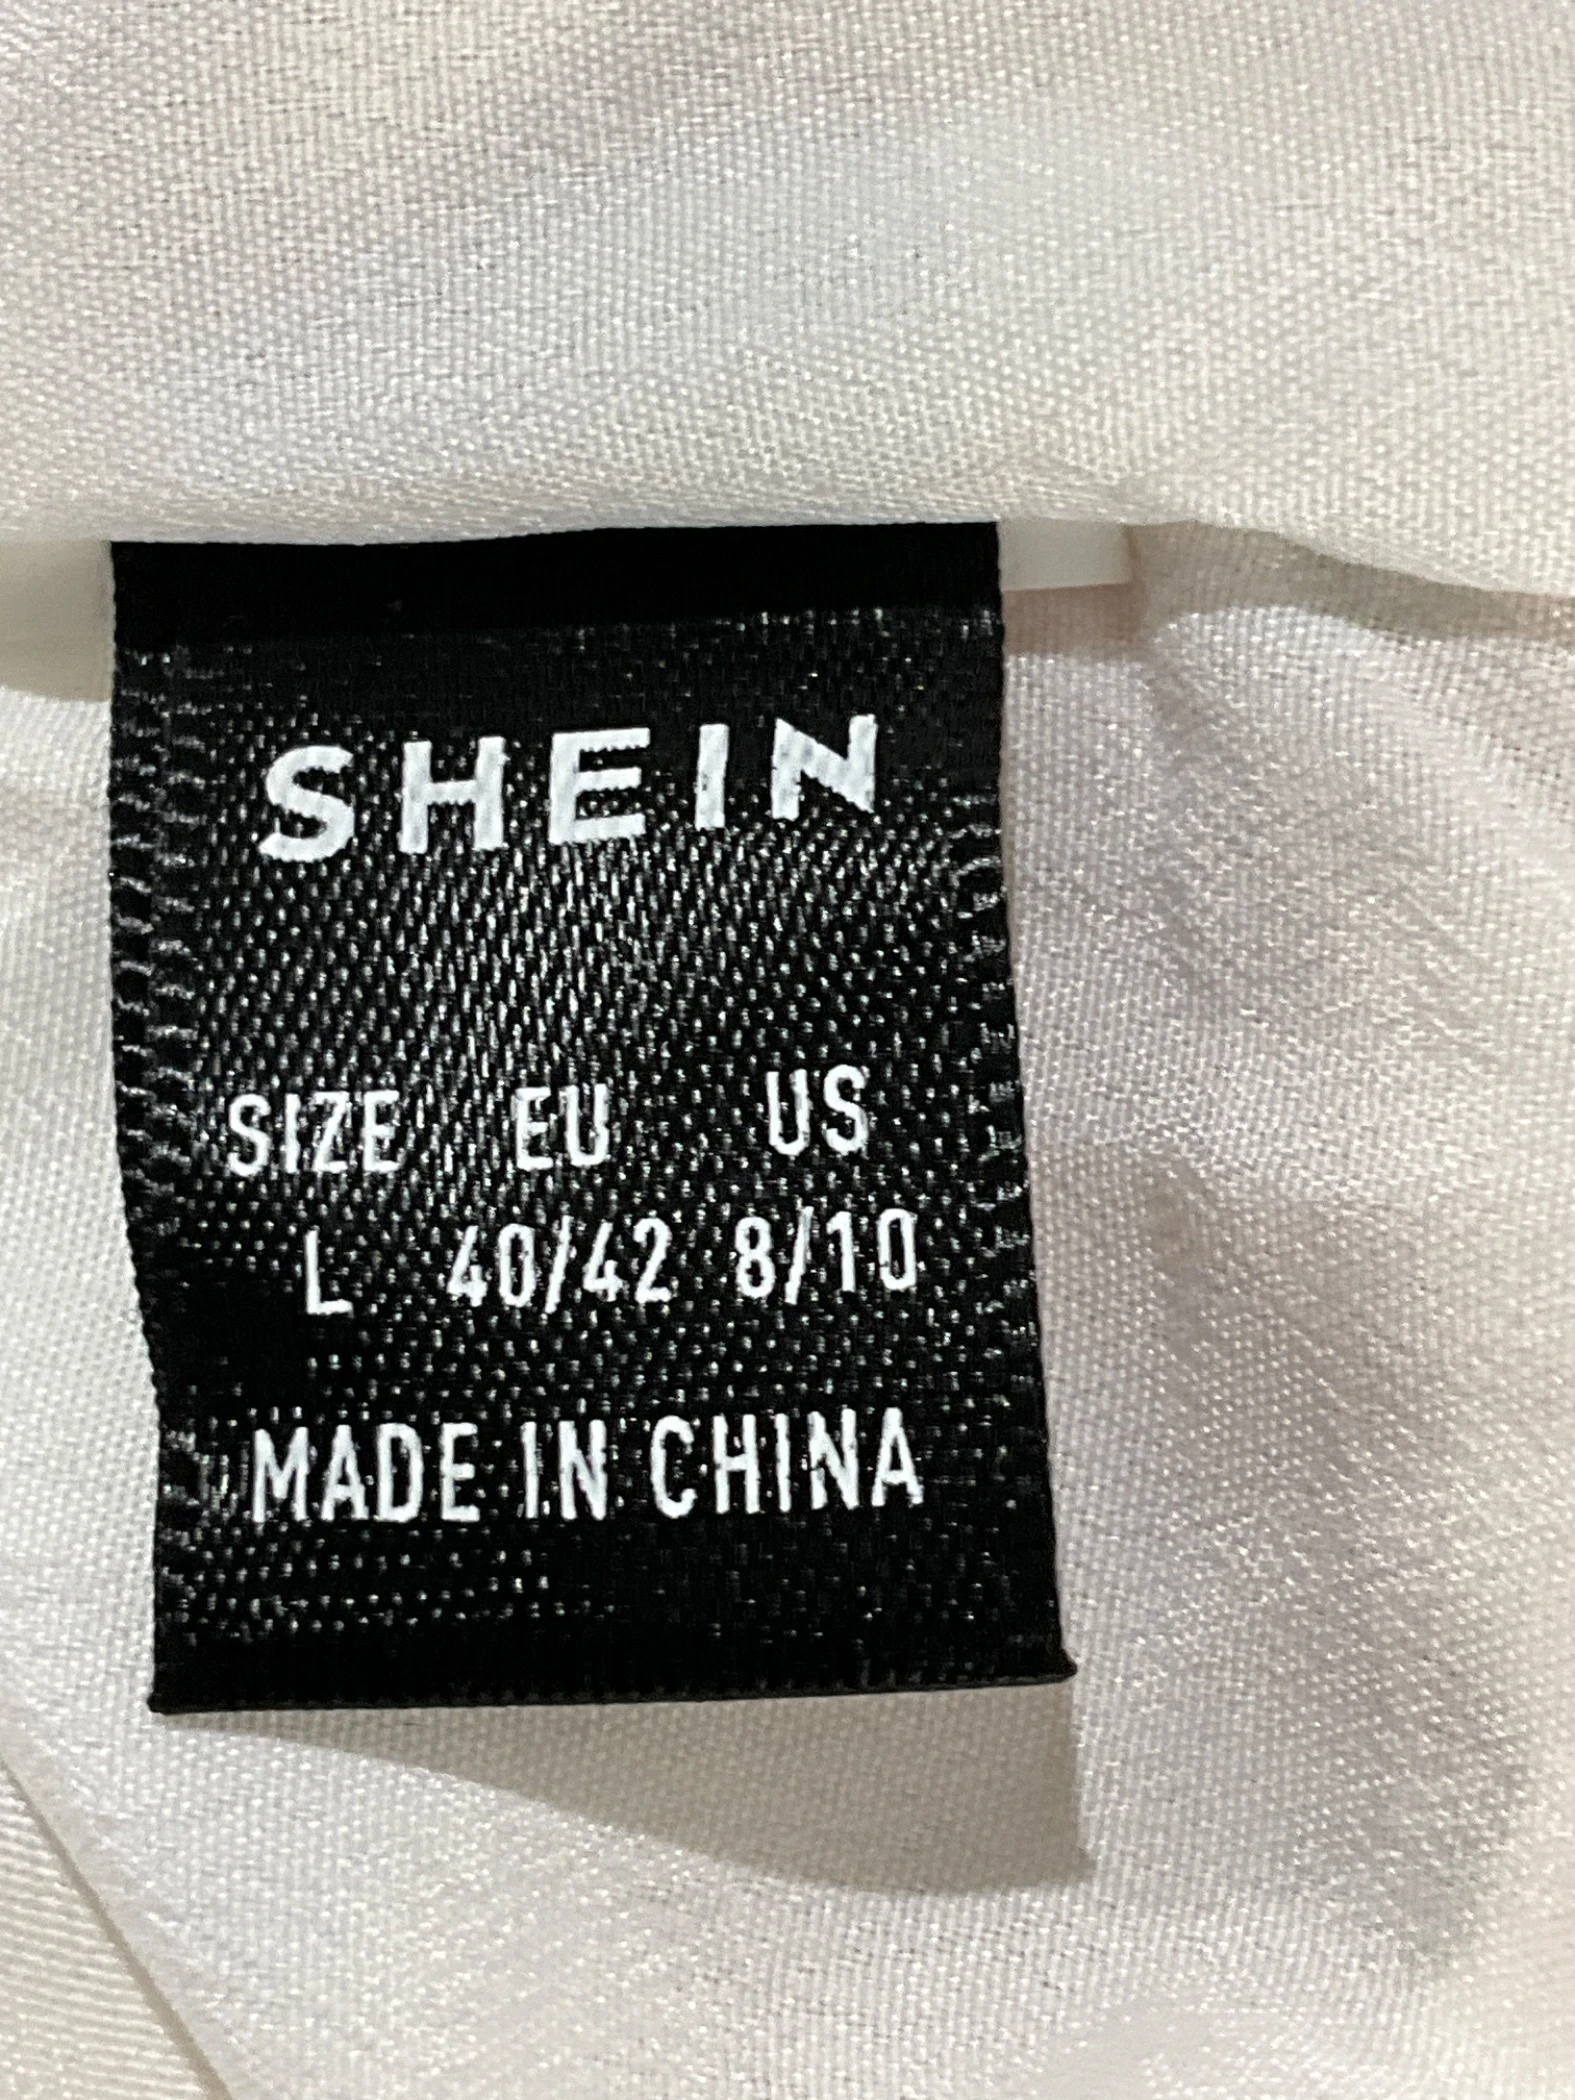 SHEIN
SIZE EU US
L 40/42 8/10
MADE IN CHINA